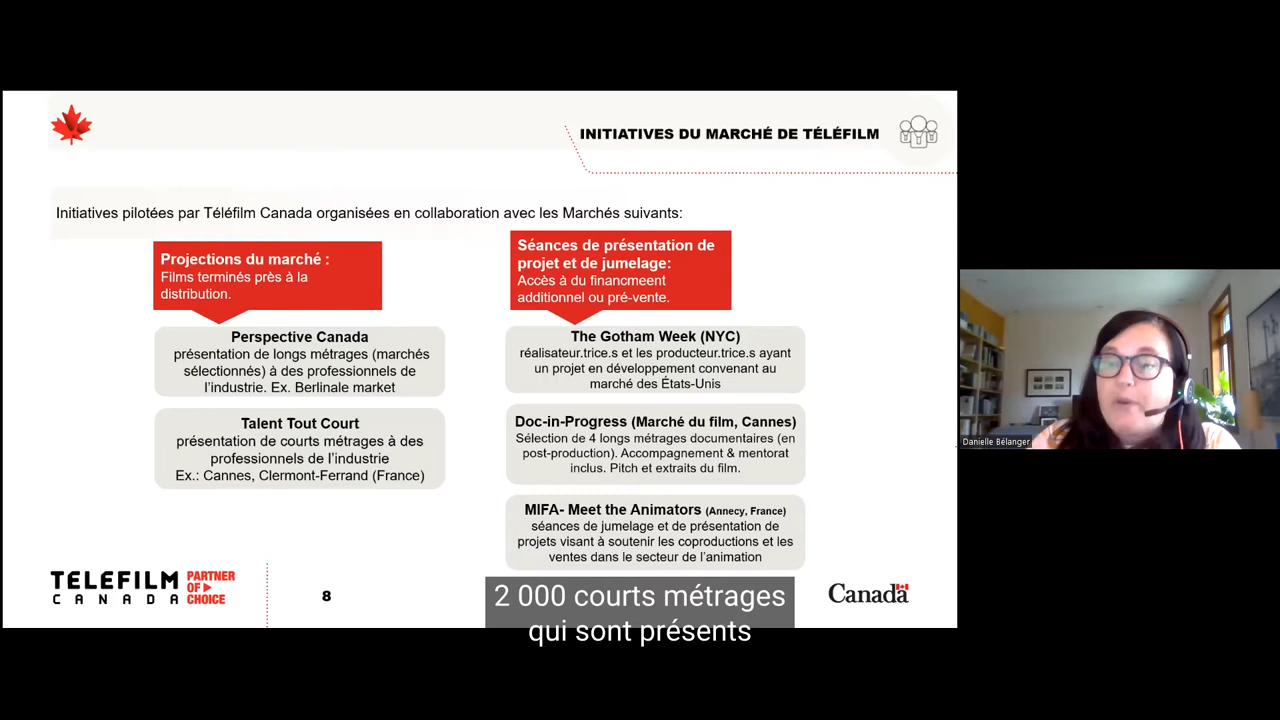 INITIATIVES DU MARCHÉ DE TÉLÉFILM
Initiatives pilotées par Téléfilm Canada organisées en collaboration avec les Marchés suivants:
Projections du marché :
Films terminés près à la
distribution.
Perspective Canada
présentation de longs métrages (marchés
sélectionnés) à des professionnels de
l'industrie. Ex. Berlinale market
Talent Tout Court
présentation de courts métrages à des
professionnels de l'industrie
Ex.: Cannes, Clermont-Ferrand (France)
Séances de présentation de
projet et de jumelage:
Accès à du financmeent
additionnel ou pré-vente.
The Gotham Week (NYC)
réalisateur.trice.s et les producteur.trice.s ayant
un projet en développement convenant au
marché des États-Unis
Doc-in-Progress (Marché du film, Cannes)
Sélection de 4 longs métrages documentaires (en
post-production). Accompagnement & mentorat
inclus. Pitch et extraits du film.
MIFA- Meet the Animators (Annecy, France)
séances de jumelage et de présentation de
projets visant à soutenir les coproductions et les
ventes dans le secteur de l'animation
TELEFILM
CANADA
PARTNER
OF
CHOICE
8
Canada
Danielle Bélanger
2 000 courts métrages
qui sont présents